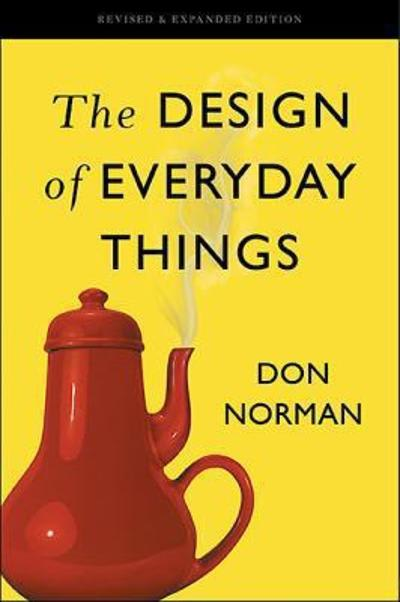 REVISED & EXPANDED EDITION
The DESIGN
of EVERYDAY
THINGS
DON
NORMAN